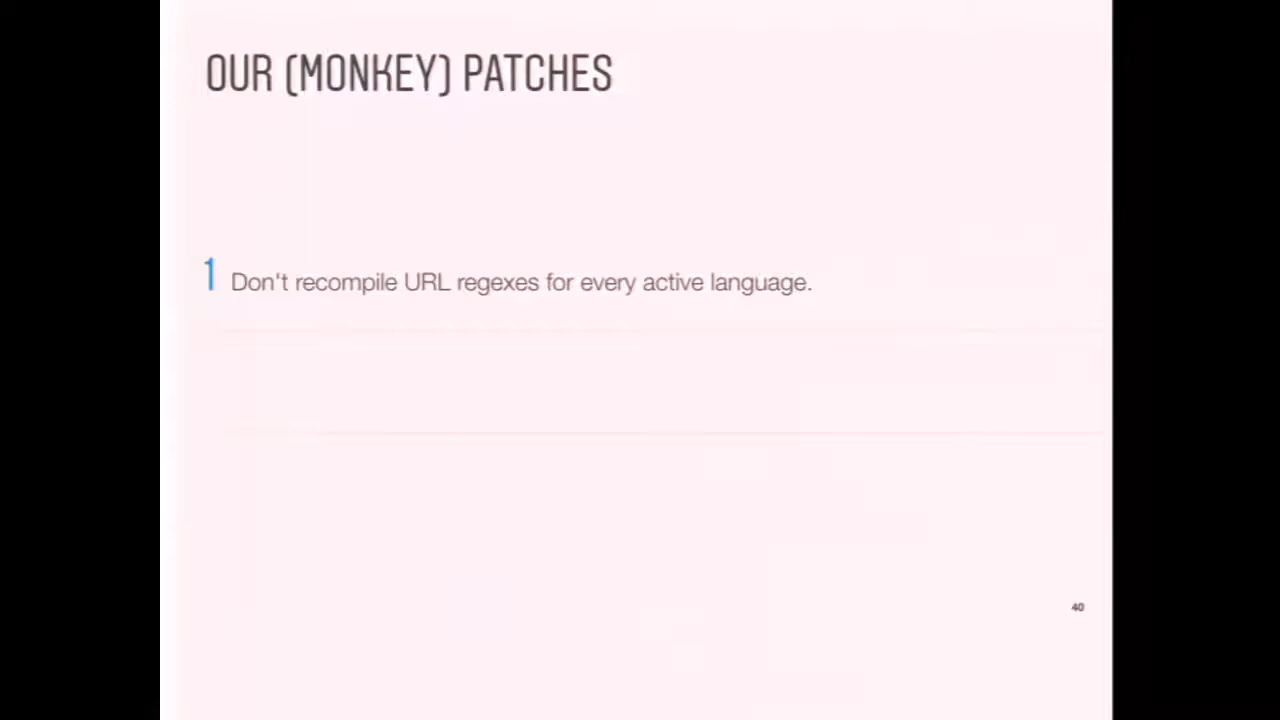 OUR (MONKEY) PATCHES
1 Don't recompile URL regexes for every active language.
40